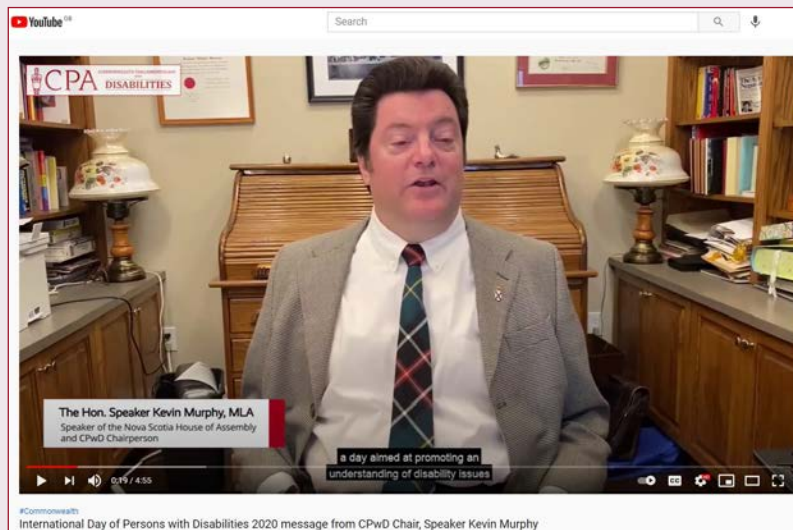 YouTube GB
Search
CPA
DISABILITIES
The Hon. Speaker Kevin Murphy, MLA
Speaker of the Nova Scotia House of Assembly
and CPwD Chairperson
a day aimed at promoting an
understanding of disability issues
0:19 / 4:55
CC
#Commonwealth
International Day of Persons with Disabilities 2020 message from CPwD Chair, Speaker Kevin Murphy